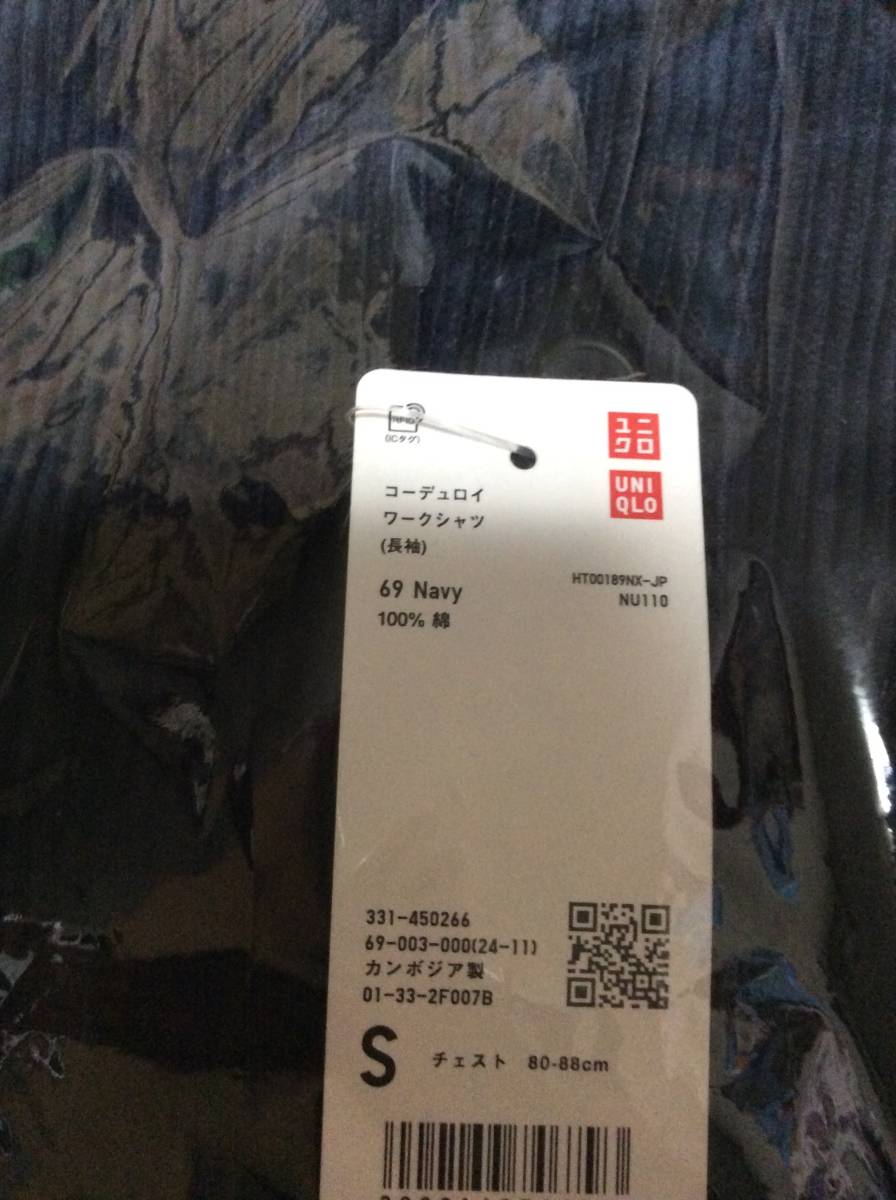 RFID
(ICタグ)
ユニ
クロ
UNI
QLO
コーデュロイ
ワークシャツ
(長袖)
69 Navy
HT00189NX-JP
100% 綿
NU110
331-450266
69-003-000(24-11)
カンボジア製
01-33-2F007B
S チェスト 80-88cm